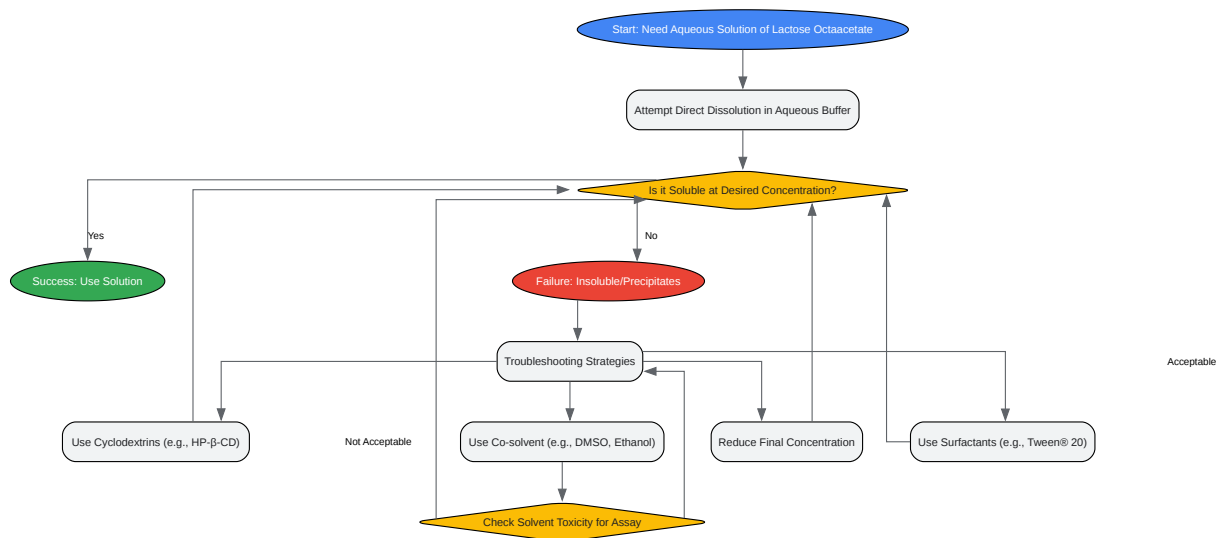 Start: Need Aqueous Solution of Lactose Octaacetate
Attempt Direct Dissolution in Aqueous Buffer
Is it Soluble at Desired Concentration?
Yes
No
Success: Use Solution
Failure: Insoluble/Precipitates
Troubleshooting Strategies
Acceptable
Use Cyclodextrins (e.g., HP-β-CD)
Not Acceptable
Use Co-solvent (e.g., DMSO, Ethanol)
Reduce Final Concentration
Use Surfactants (e.g., Tween® 20)
Check Solvent Toxicity for Assay